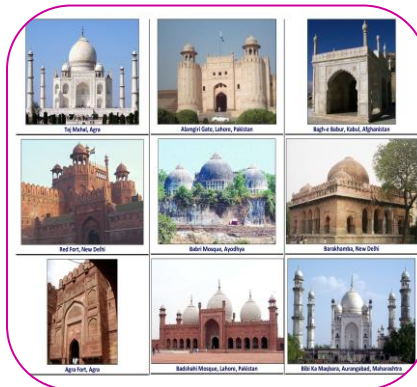 Taj Mahal, Agra
Alamgiri Gate, Lahore, Pakistan
Bagh-e Babur, Kabul, Afghanistan
Red Fort, New Delhi
Babri Mosque, Ayodhya
Barakhamba, New Delhi
Agra Fort, Agra
Badshahi Mosque, Lahore, Pakistan
Bibi Ka Maqbara, Aurangabad, Maharashtra